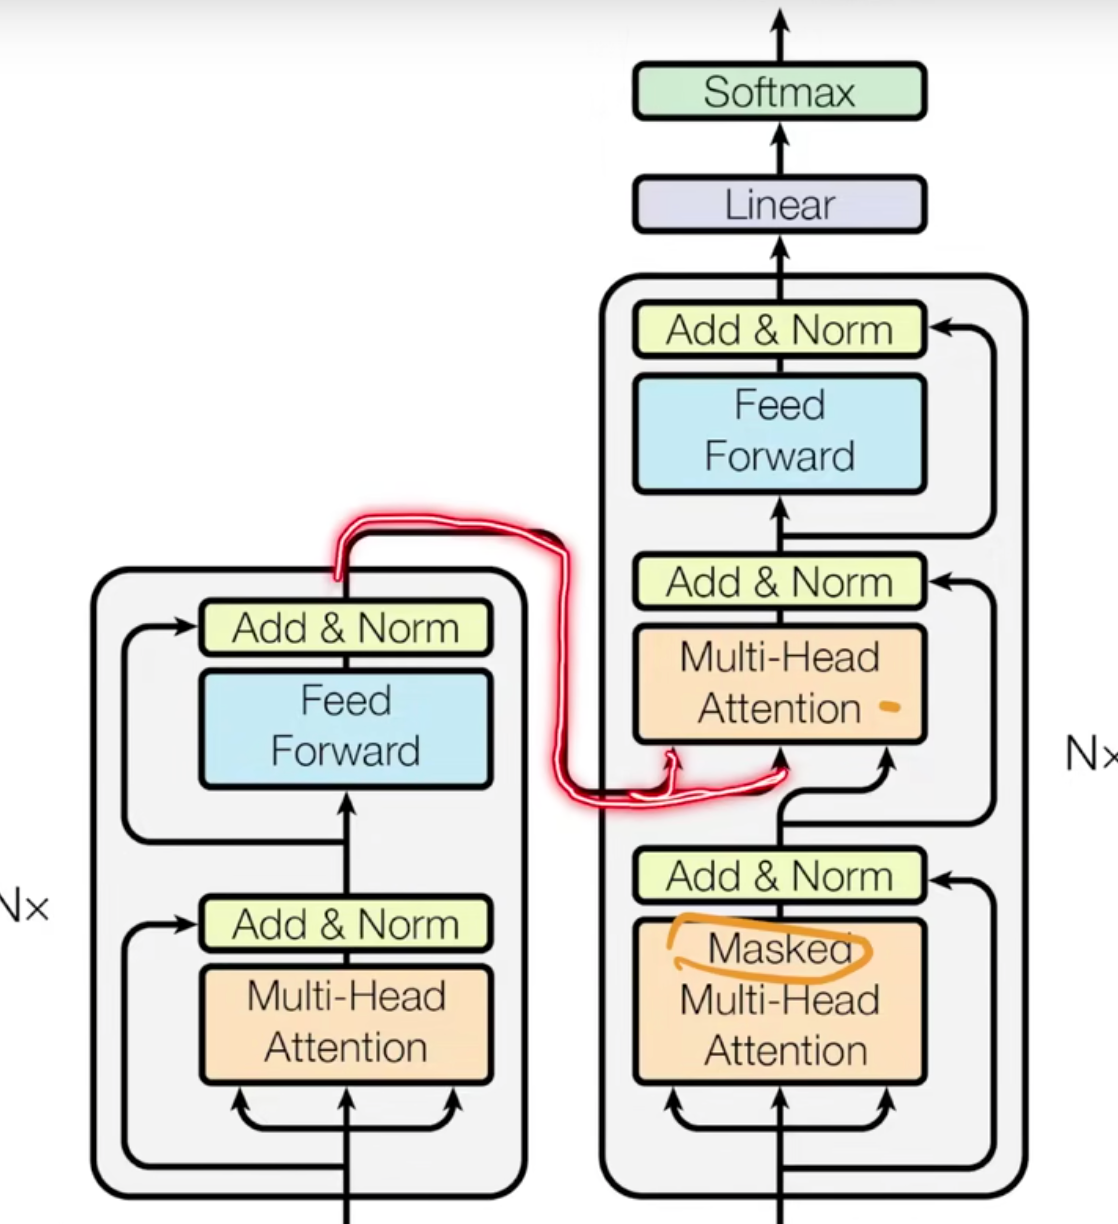 Softmax
Linear
Add & Norm
Feed
Forward
Add & Norm
Multi-Head
Attention
Nx
Add & Norm
Masked
Multi-Head
Attention
Add & Norm
Feed
Forward
Nx
Add & Norm
Multi-Head
Attention